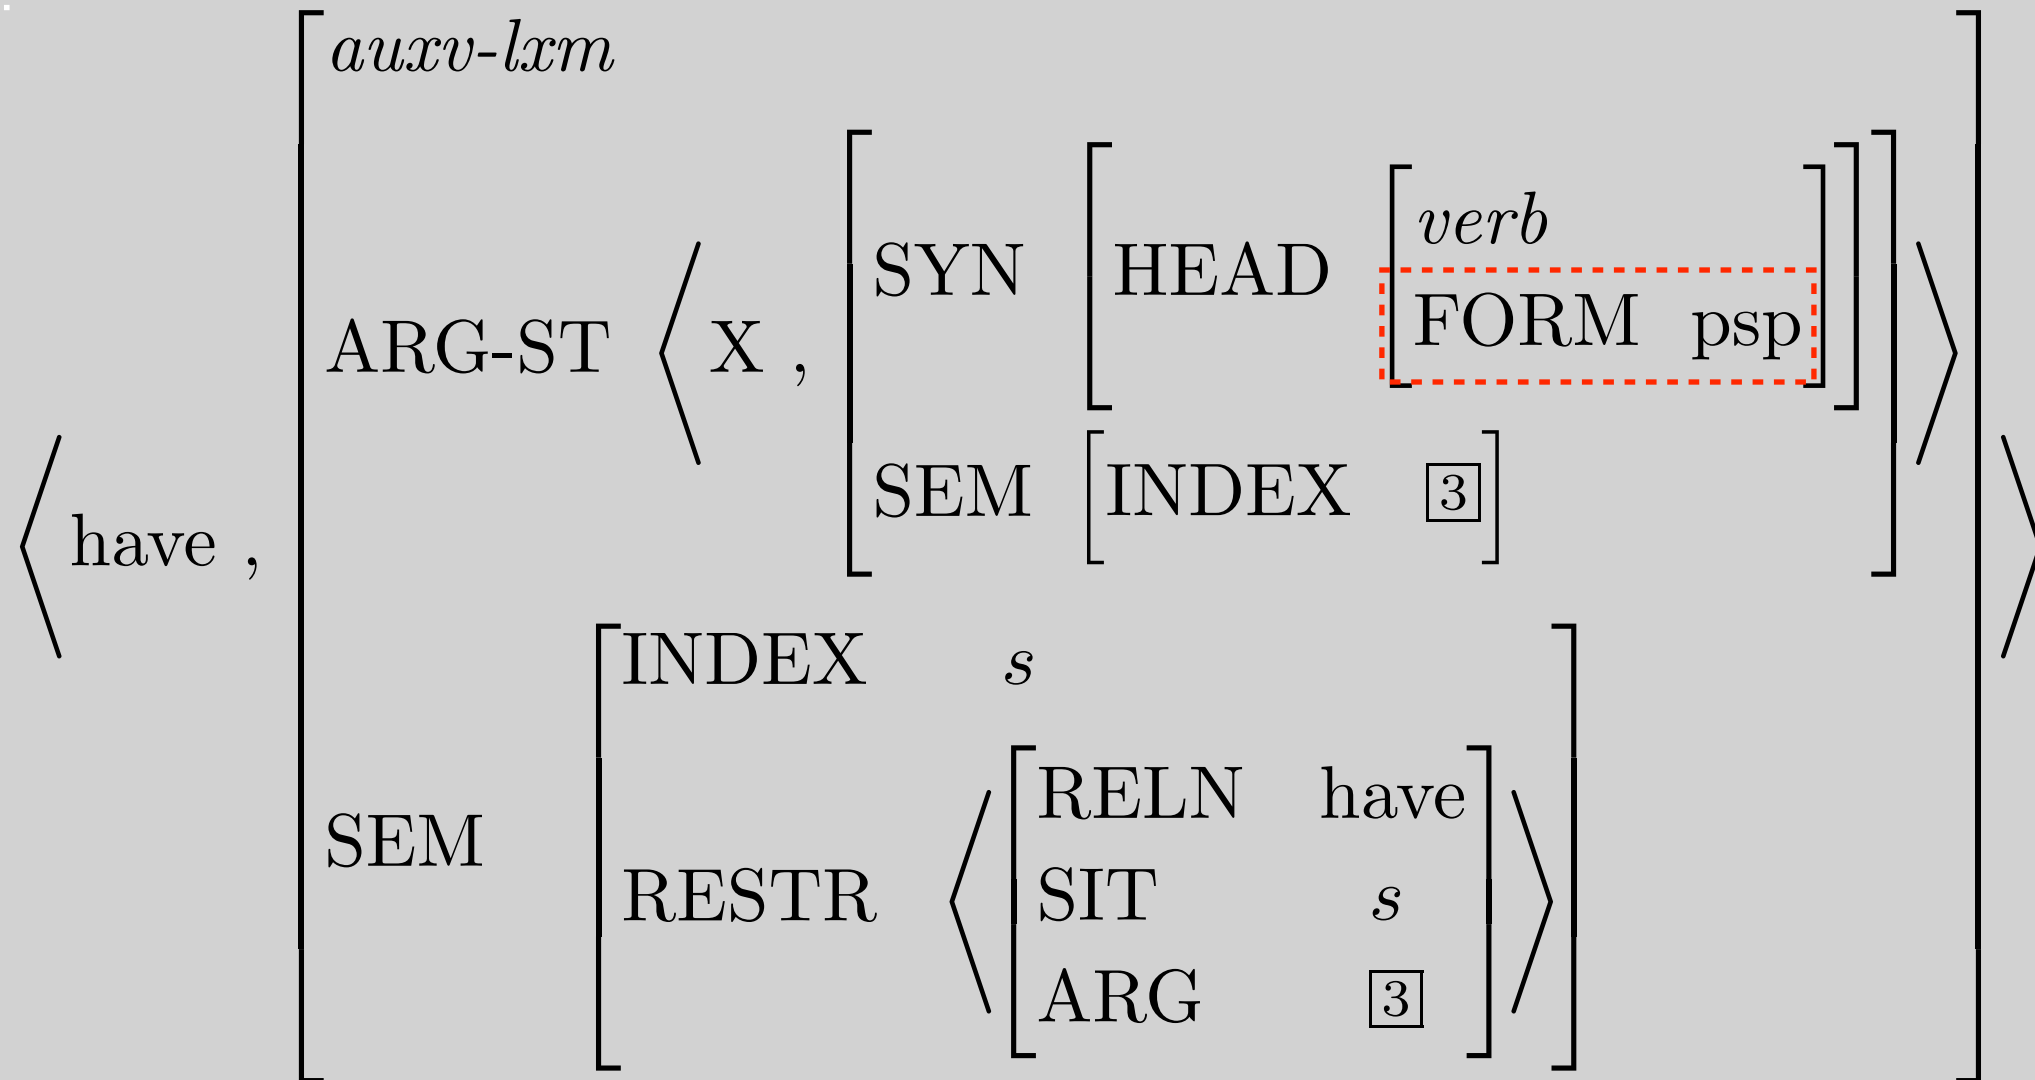 auxv-lxm
verb
SYN HEAD
FORM psp
ARG-ST ⟨ X ,
SEM [ INDEX 3 ]
⟨ have ,
INDEX s
RELN have
SEM
RESTR
SIT s
ARG 3